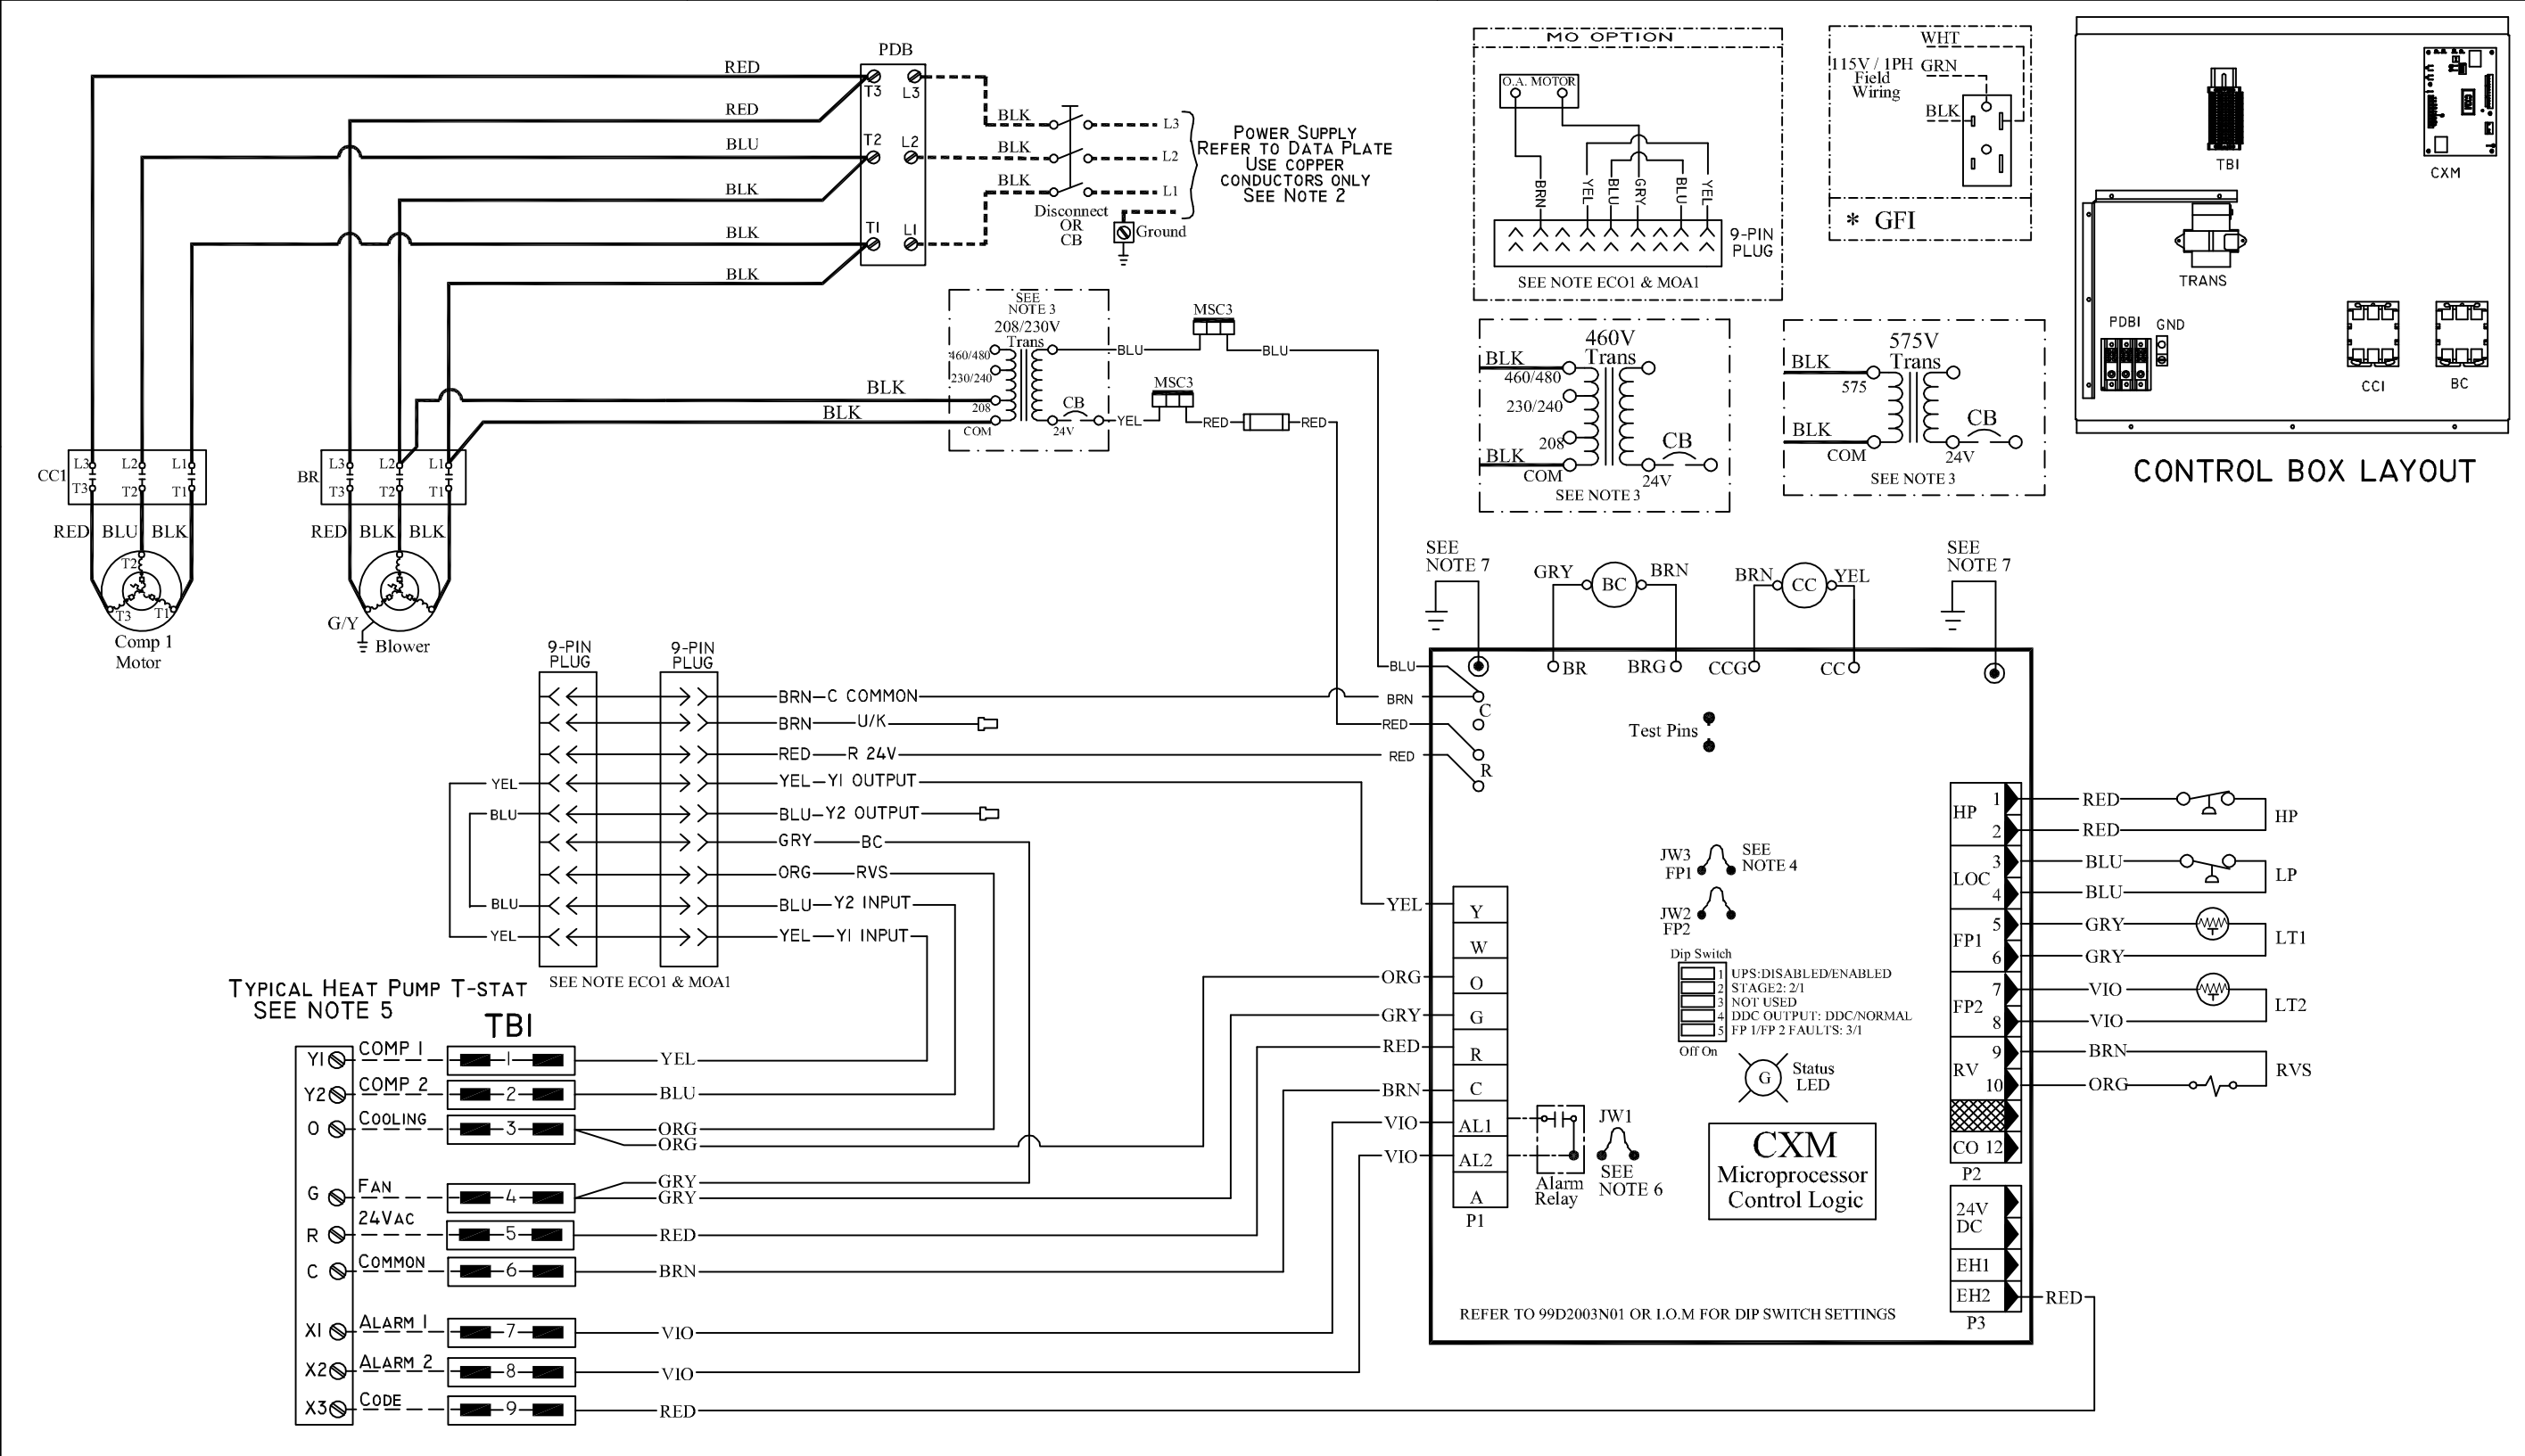 PDB
RED
RED
BLU
BLK
BLK
BLK
T3
L3
T2
L2
T1
L1
BLK
BLK
BLK
L3
L2
L1
POWER SUPPLY
REFER TO DATA PLATE
USE COPPER
CONDUCTORS ONLY
SEE NOTE 2
Disconnect
OR
CB
Ground
MO OPTION
O.A. MOTOR
BRN
YEL
BLU
GRY
BLU
YEL
9-PIN
PLUG
SEE NOTE ECO1 & MOA1
WHT
115V / 1PH
Field
Wiring
GRN
BLK
* GFI
TB1
CXM
TRANS
PDB1
GND
CC1
BC
CONTROL BOX LAYOUT
SEE
NOTE 3
208/230V
Trans
460/480
230/240
208
COM
CB
24V
BLU
MSC3
BLU
MSC3
YEL
RED
RED
BLK
BLK
460V
Trans
BLK
460/480
230/240
208
BLK
COM
CB
24V
SEE NOTE 3
575V
Trans
BLK
575
BLK
COM
CB
24V
SEE NOTE 3
CC1
L3
L2
L1
T3
T2
T1
RED
BLU
BLK
T2
T3
T1
Comp 1
Motor
BR
L3
L2
L1
T3
T2
T1
RED
BLK
BLK
G/Y
Blower
9-PIN
PLUG
9-PIN
PLUG
BRN
C COMMON
BRN
U/K
RED
R 24V
YEL
YEL
Y1 OUTPUT
BLU
BLU
Y2 OUTPUT
GRY
BC
ORG
RVS
BLU
BLU
Y2 INPUT
YEL
YEL
Y1 INPUT
SEE NOTE ECO1 & MOA1
TYPICAL HEAT PUMP T-STAT
SEE NOTE 5
TB1
Y1
COMP 1
1
YEL
Y2
COMP 2
2
BLU
O
COOLING
3
ORG
ORG
G
FAN
4
GRY
GRY
R
24VAC
5
RED
C
COMMON
6
BRN
X1
ALARM 1
7
VIO
X2
ALARM 2
8
VIO
X3
CODE
9
RED
SEE
NOTE 7
GRY
BC
BRN
BRN
CC
YEL
SEE
NOTE 7
BLU
BRN
RED
RED
C
R
BR
BRG
CCG
CC
Test Pins
YEL
ORG
GRY
RED
BRN
VIO
VIO
Y
W
O
G
R
C
AL1
AL2
A
P1
JW3
FP1
SEE
NOTE 4
JW2
FP2
Dip Switch
1 UPS:DISABLED/ENABLED
2 STAGE2: 2/1
3 NOT USED
4 DDC OUTPUT: DDC/NORMAL
5 FP 1/FP 2 FAULTS: 3/1
Off On
G
Status
LED
Alarm
Relay
JW1
SEE
NOTE 6
CXM
Microprocessor
Control Logic
REFER TO 99D2003N01 OR I.O.M FOR DIP SWITCH SETTINGS
HP
1
2
LOC
3
4
FP1
5
6
FP2
7
8
RV
9
10
CO 12
P2
24V
DC
EH1
EH2
P3
RED
RED
HP
BLU
BLU
LP
GRY
GRY
LT1
VIO
VIO
LT2
BRN
ORG
RVS
RED